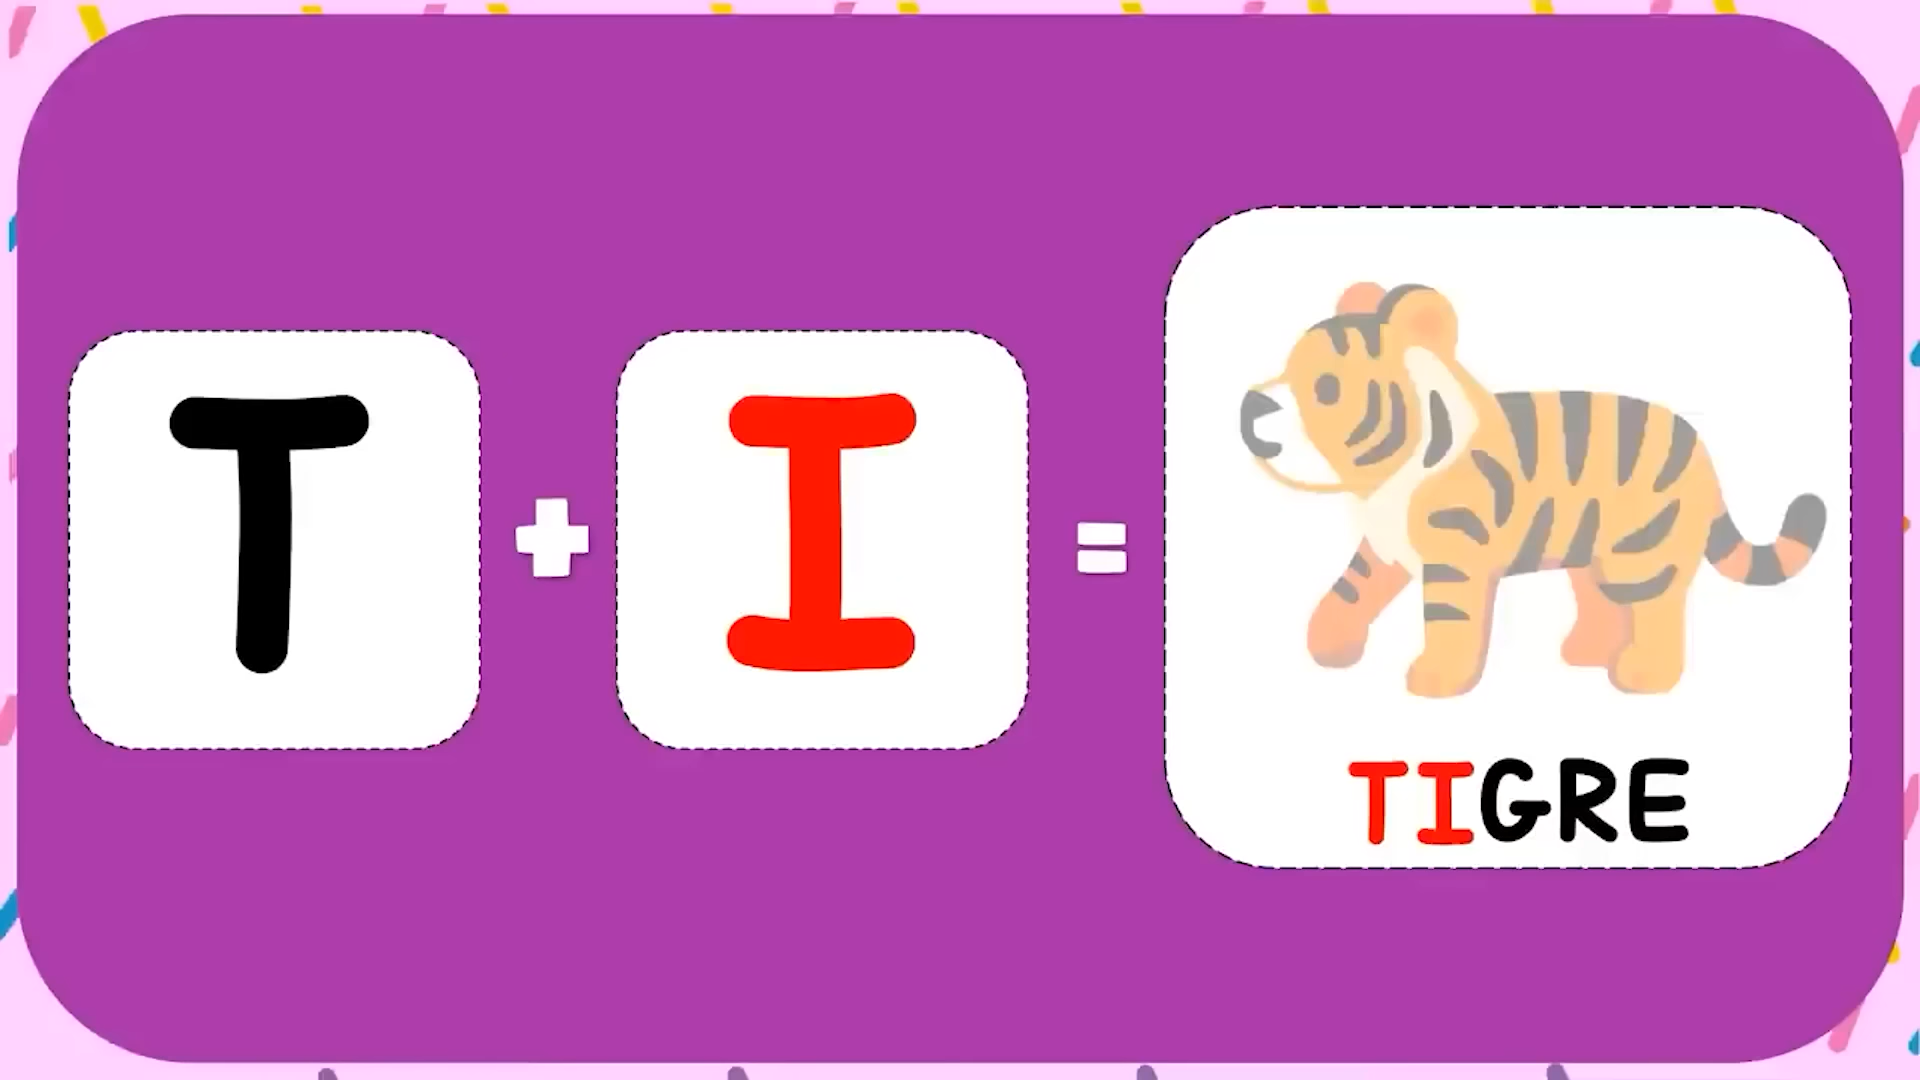 T + I =
TIGRE